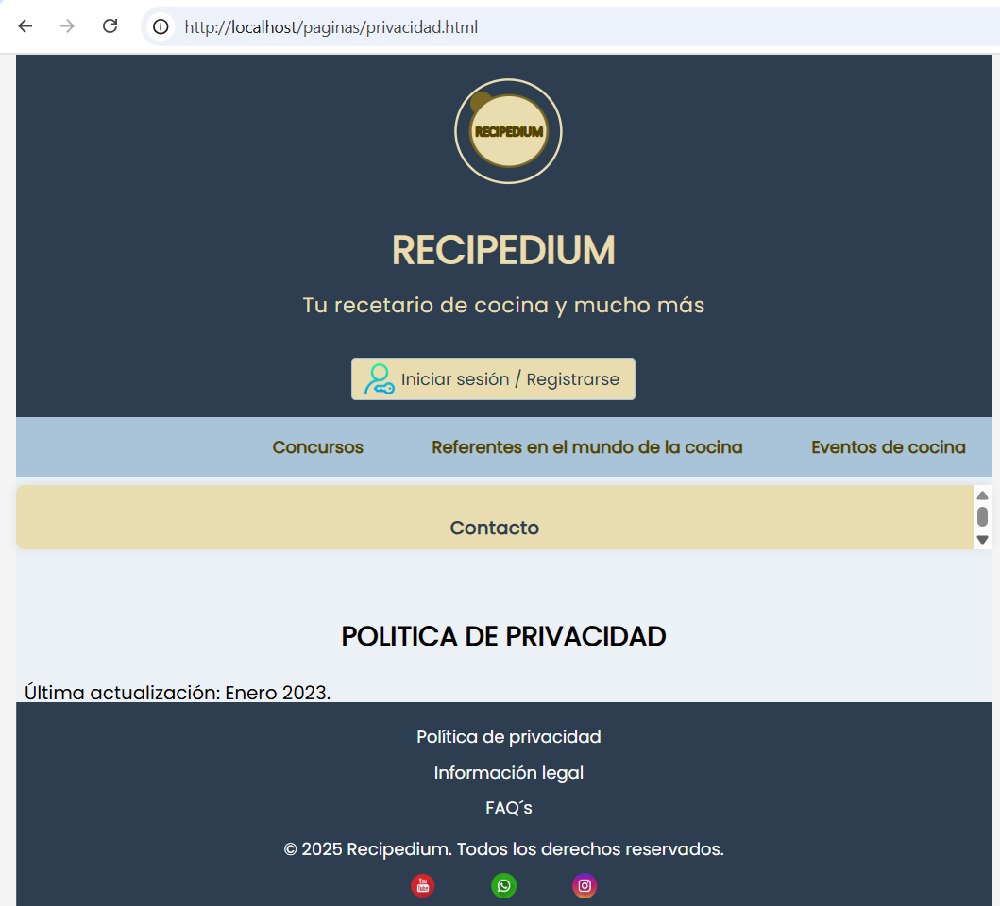 http://localhost/paginas/privacidad.html
RECIPEDIUM
RECIPEDIUM
Tu recetario de cocina y mucho más
Iniciar sesión / Registrarse
Concursos Referentes en el mundo de la cocina Eventos de cocina
Contacto
POLITICA DE PRIVACIDAD
Última actualización: Enero 2023.
Política de privacidad
Información legal
FAQ´s
© 2025 Recipedium. Todos los derechos reservados.
You
Tube